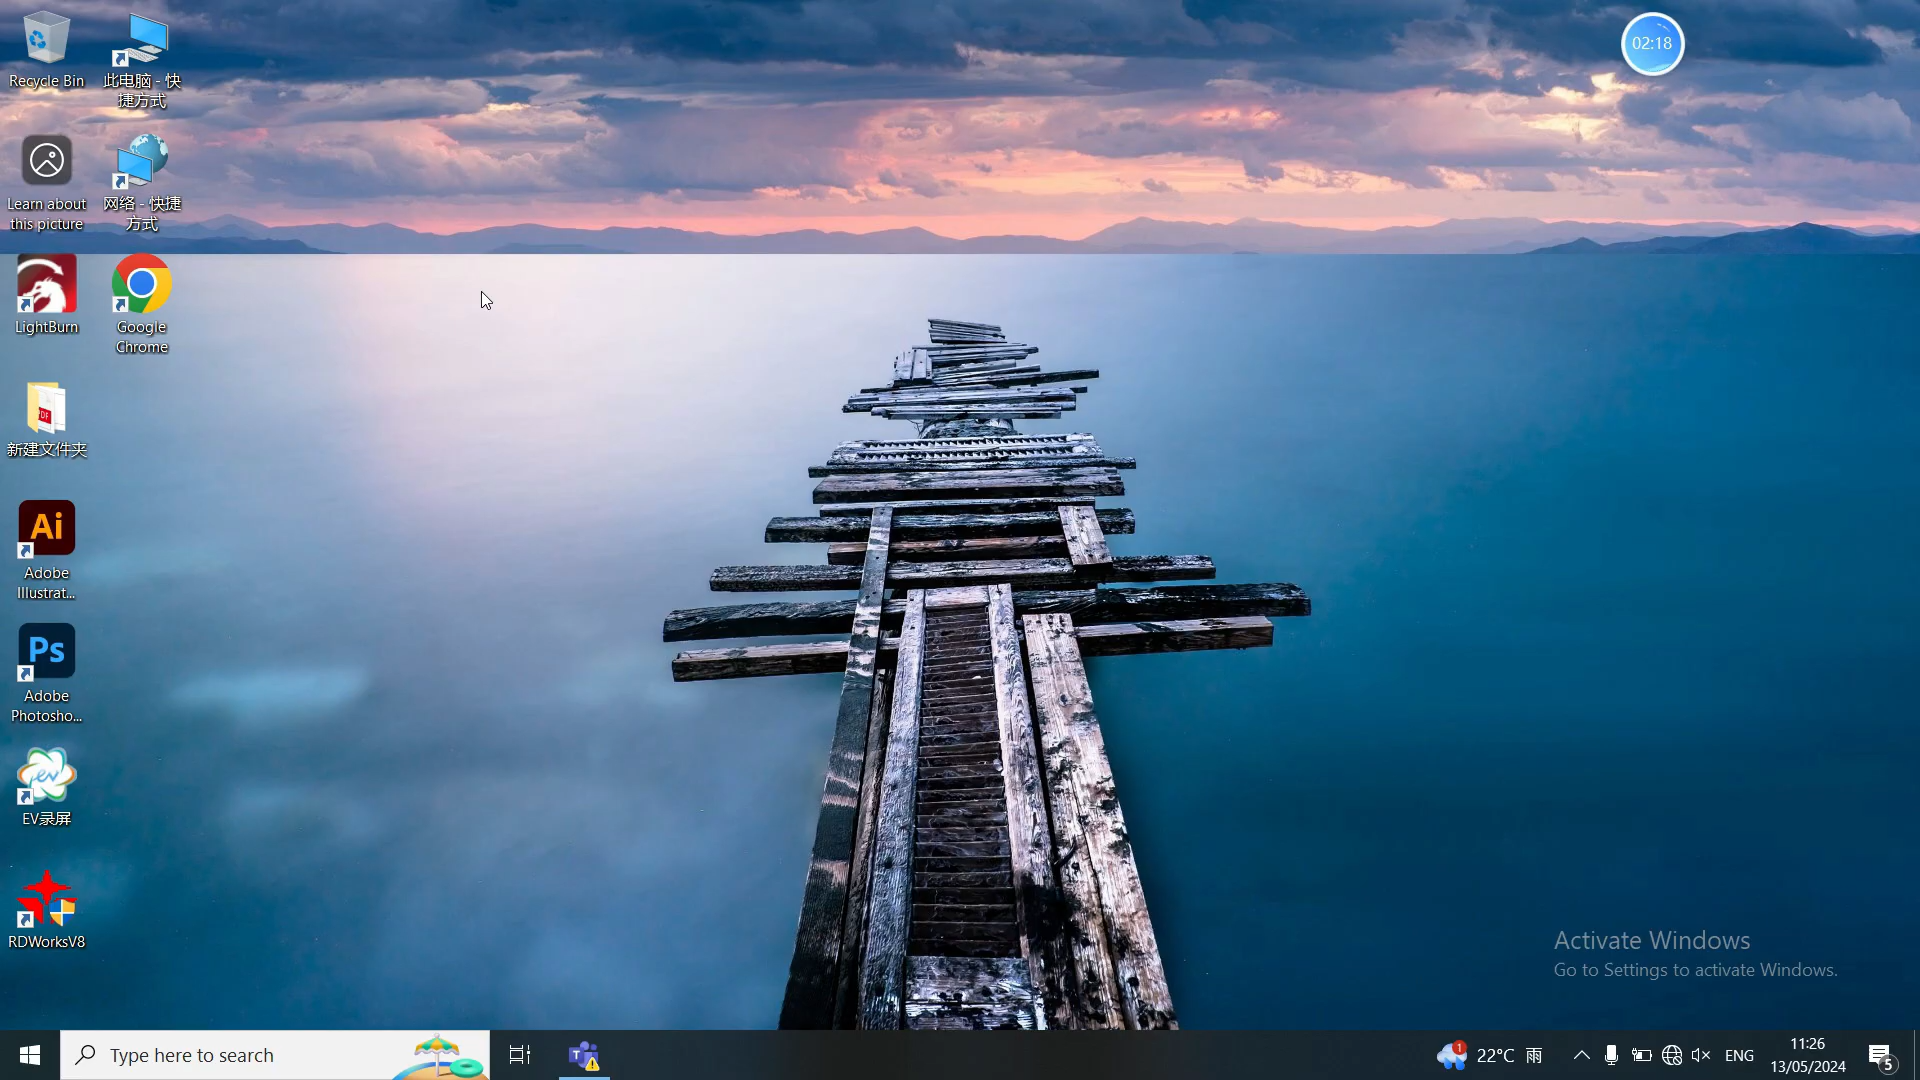 02:18
Recycle Bin
此电脑 - 快
捷方式
Learn about
this picture
网络 - 快捷
方式
LightBurn
Google
Chrome
PDF
新建文件夹
Ai
Adobe
Illustrat...
Ps
Adobe
Photosho...
ev
EV录屏
RDWorksV8
Activate Windows
Go to Settings to activate Windows.
Type here to search
T
1
22°C 雨
ENG
11:26
13/05/2024
5